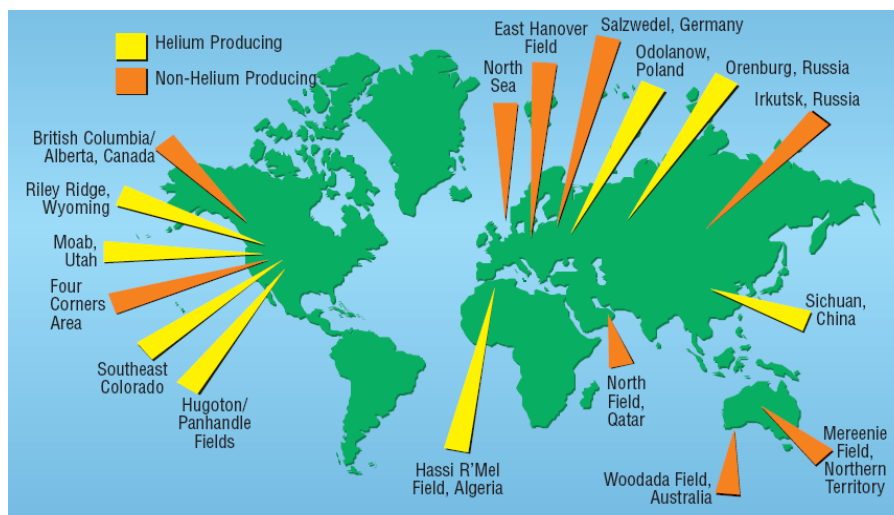 Helium Producing
Non-Helium Producing
British Columbia/
Alberta, Canada
Riley Ridge,
Wyoming
Moab,
Utah
Four
Corners
Area
Southeast
Colorado
Hugoton/
Panhandle
Fields
North
Sea
East Hanover
Field
Salzwedel, Germany
Odolanow,
Poland
Orenburg, Russia
Irkutsk, Russia
Sichuan,
China
Hassi R'Mel
Field, Algeria
North
Field,
Qatar
Woodada Field,
Australia
Mereenie
Field,
Northern
Territory